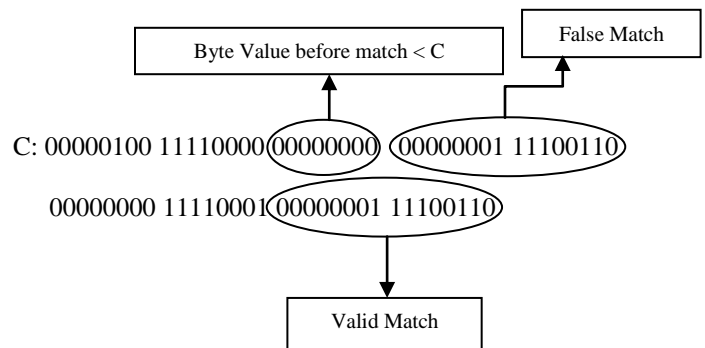 False Match
Byte Value before match < C
C: 00000100 11110000 00000000 00000001 11100110
00000000 11110001 00000001 11100110
Valid Match